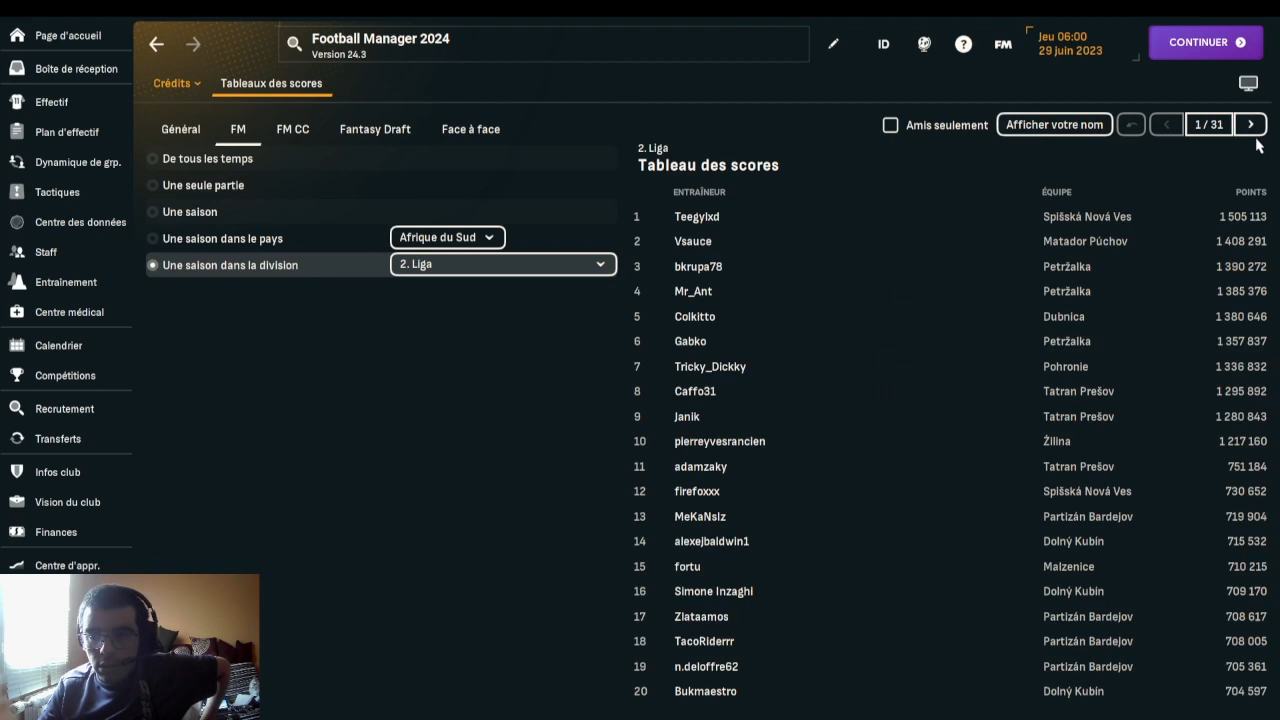 Page d'accueil
Boîte de réception
Effectif
Plan d'effectif
Dynamique de grp.
Tactiques
Centre des données
Staff
Entraînement
Centre médical
Calendrier
Compétitions
Recrutement
Transferts
Infos club
Vision du club
Finances
Centre d'appr.
Football Manager 2024
Version 24.3
ID
?
FM
Jeu 06:00
29 juin 2023
CONTINUER
Crédits
Tableaux des scores
Général FM FM CC Fantasy Draft Face à face
Amis seulement Afficher votre nom 1 / 31
De tous les temps
Une seule partie
Une saison
Une saison dans le pays Afrique du Sud
Une saison dans la division 2. Liga
2. Liga
Tableau des scores
ENTRAÎNEUR ÉQUIPE POINTS
1 Teegylxd Spišská Nová Ves 1 505 113
2 Vsauce Matador Púchov 1 408 291
3 bkrupa78 Petržalka 1 390 272
4 Mr_Ant Petržalka 1 385 376
5 Colkitto Dubnica 1 380 646
6 Gabko Petržalka 1 357 837
7 Tricky_Dickky Pohronie 1 336 832
8 Caffo31 Tatran Prešov 1 295 892
9 Janik Tatran Prešov 1 280 843
10 pierreyvesrancien Žilina 1 217 160
11 adamzaky Tatran Prešov 751 184
12 firefoxxx Spišská Nová Ves 730 652
13 MeKaNsIz Partizán Bardejov 719 904
14 alexejbaldwin1 Dolný Kubín 715 532
15 fortu Malzenice 710 215
16 Simone Inzaghi Dolný Kubín 709 170
17 Zlataamos Partizán Bardejov 708 617
18 TacoRiderrr Partizán Bardejov 708 005
19 n.deloffre62 Partizán Bardejov 705 361
20 Bukmaestro Dolný Kubín 704 597